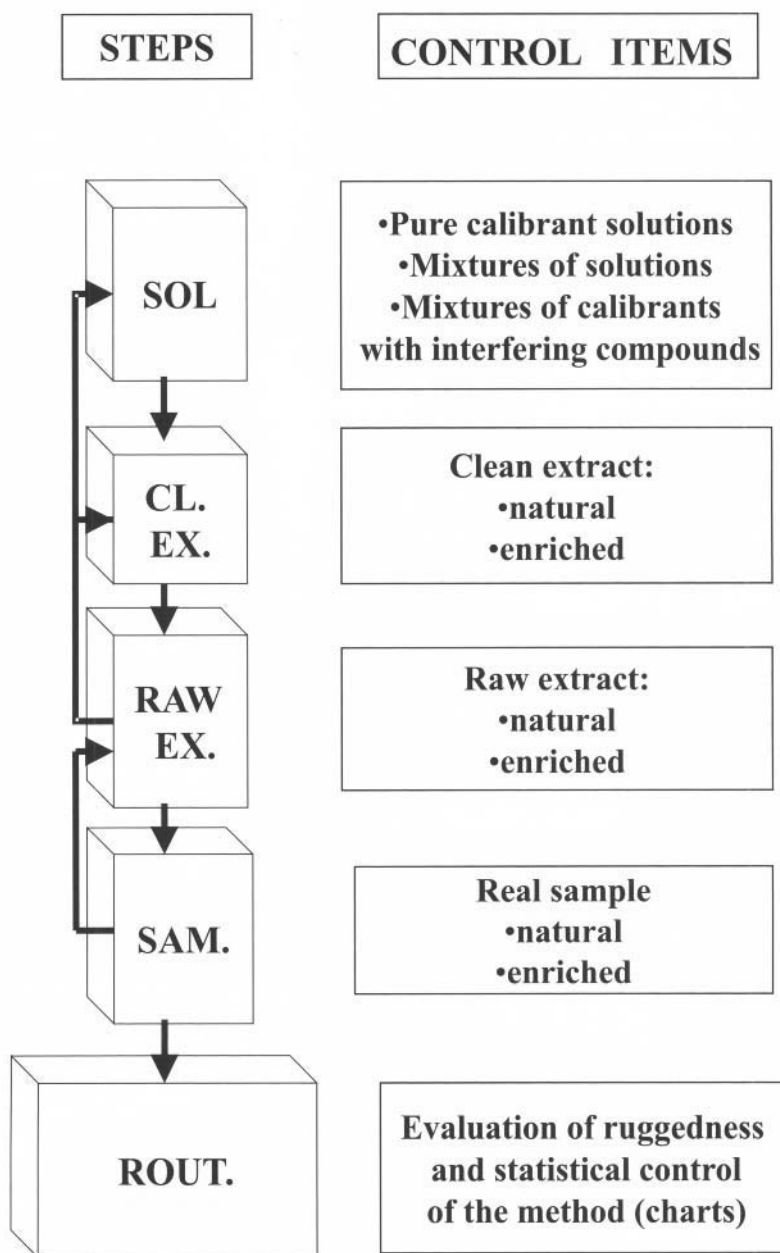 STEPS
CONTROL ITEMS
SOL
•Pure calibrant solutions
•Mixtures of solutions
•Mixtures of calibrants
with interfering compounds
CL.
EX.
Clean extract:
•natural
•enriched
RAW
EX.
Raw extract:
•natural
•enriched
SAM.
Real sample
•natural
•enriched
ROUT.
Evaluation of ruggedness
and statistical control
of the method (charts)